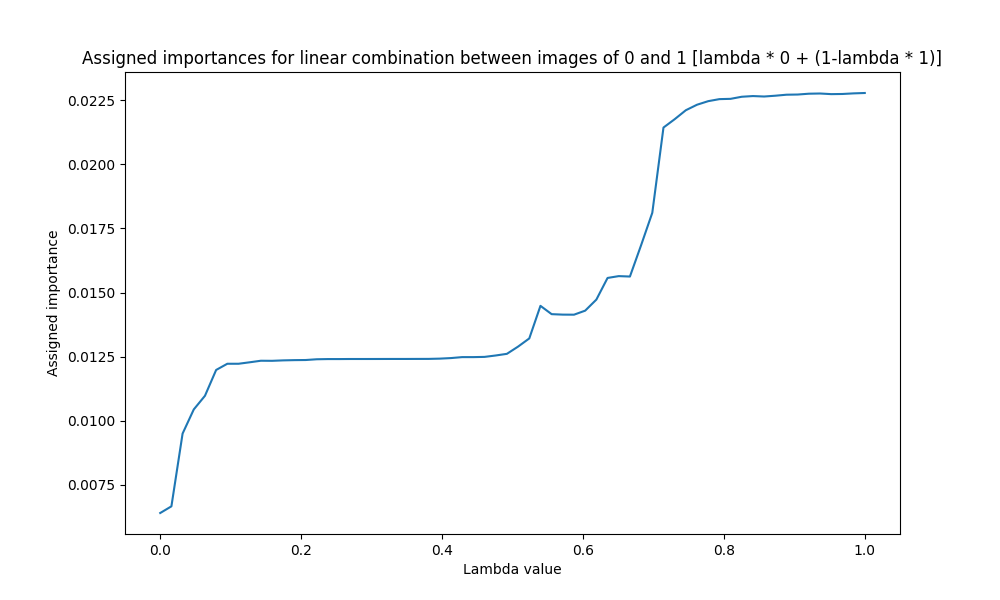 Assigned importances for linear combination between images of 0 and 1 [lambda * 0 + (1-lambda * 1)]
0.0225
0.0200
0.0175
0.0150
0.0125
0.0100
0.0075
Assigned importance
0.0 0.2 0.4 0.6 0.8 1.0
Lambda value